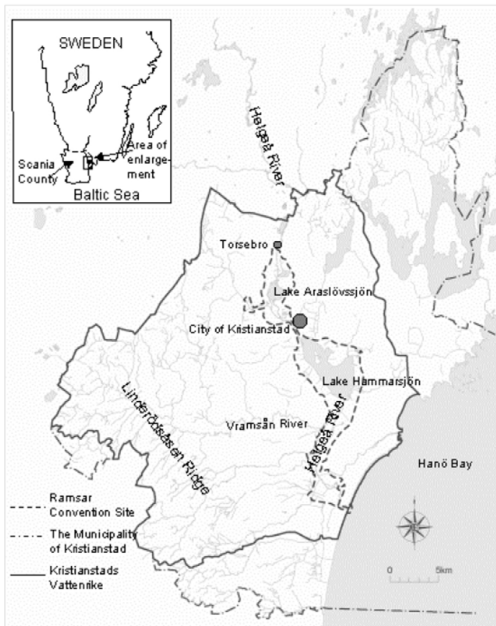 SWEDEN
Area of
enlarge-
ment
Scania
County
Baltic Sea
Helgeå River
Torsebro
Lake Araslövssjön
City of Kristianstad
Lake Hammarsjön
Linderödsåsen Ridge
Vramsån River
Helgeå River
Hanö Bay
Ramsar
Convention Site
The Municipality
of Kristianstad
Kristianstads
Vattenrike
0 5km